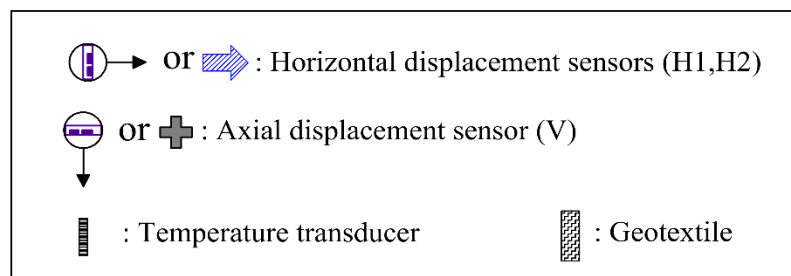 or : Horizontal displacement sensors (H1,H2)
or : Axial displacement sensor (V)
: Temperature transducer : Geotextile